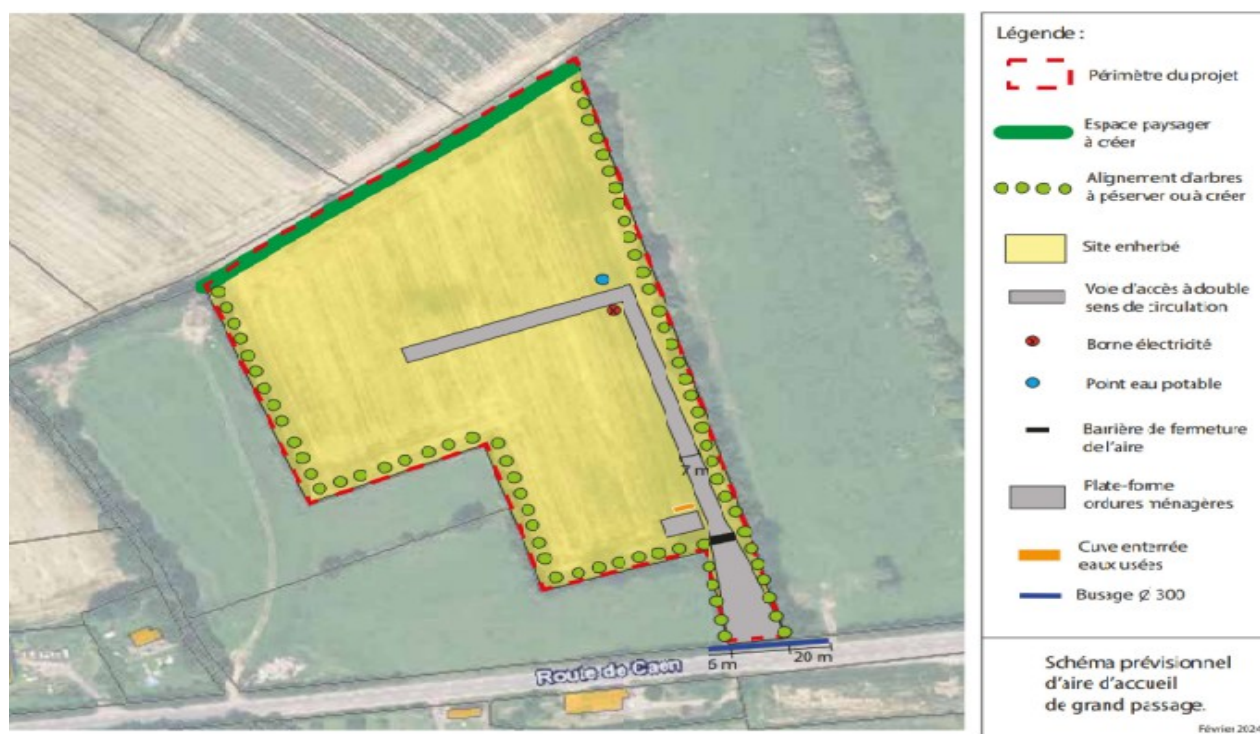 7 m
6 m
20 m
Route de Caen
Légende :
Périmètre du projet
Espace paysager
à créer
Alignement d'arbres
à péserver ou à créer
Site enherbé
Voie d'accès à double
sens de circulation
Borne électricité
Point eau potable
Barrière de fermeture
de l'aire
Plate-forme
ordures ménagères
Cuve enterrée
eaux usées
Busage Ø 300
Schéma prévisionnel
d'aire d'accueil
de grand passage.
Février 2024